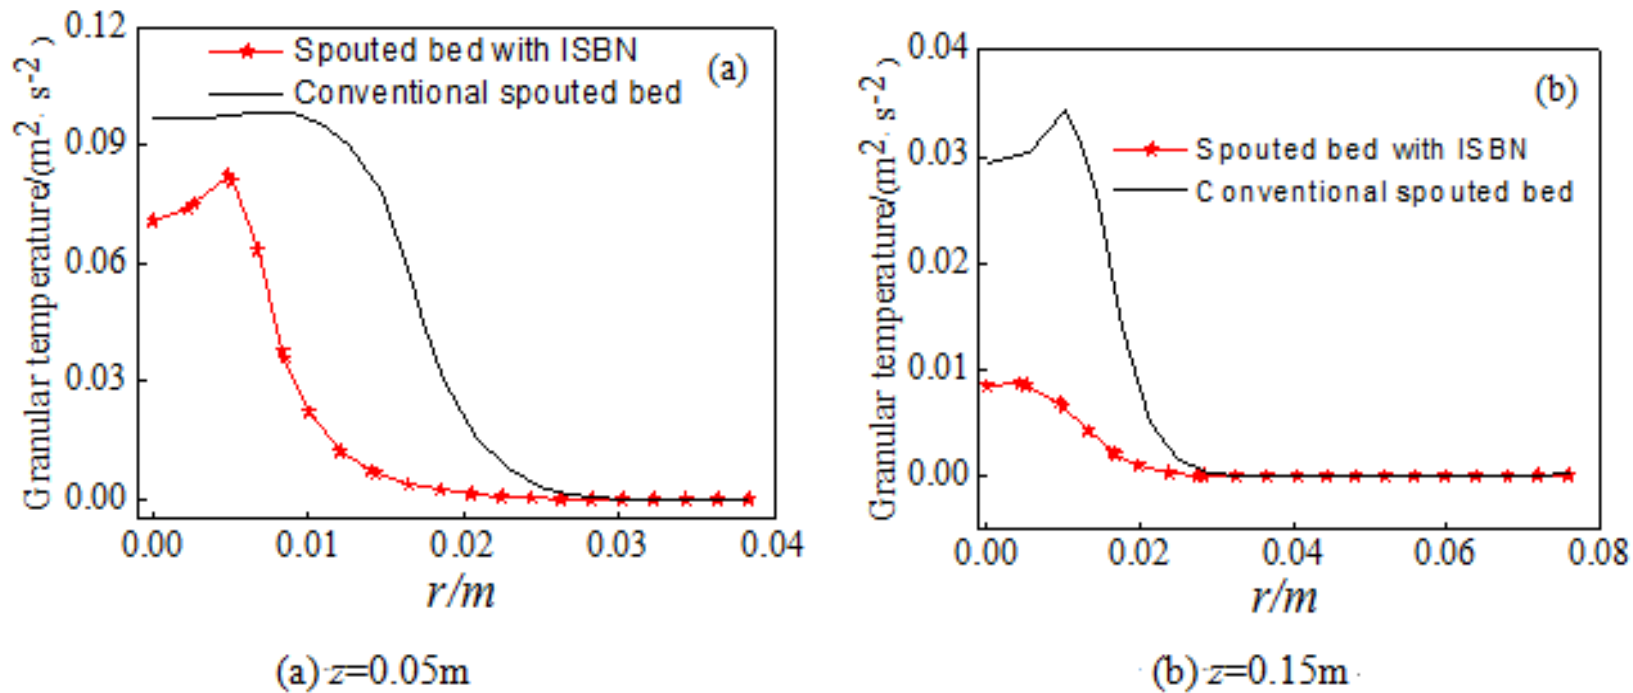 0.12
0.09
0.06
0.03
0.00
Granular temperature/(m²· s⁻²)
Spouted bed with ISBN
Conventional spouted bed
(a)
0.00 0.01 0.02 0.03 0.04
r/m
(a) z=0.05m
0.04
0.03
0.02
0.01
0.00
Granular temperature/(m²· s⁻²)
(b)
Spouted bed with ISBN
Conventional spouted bed
0.00 0.02 0.04 0.06 0.08
r/m
(b) z=0.15m